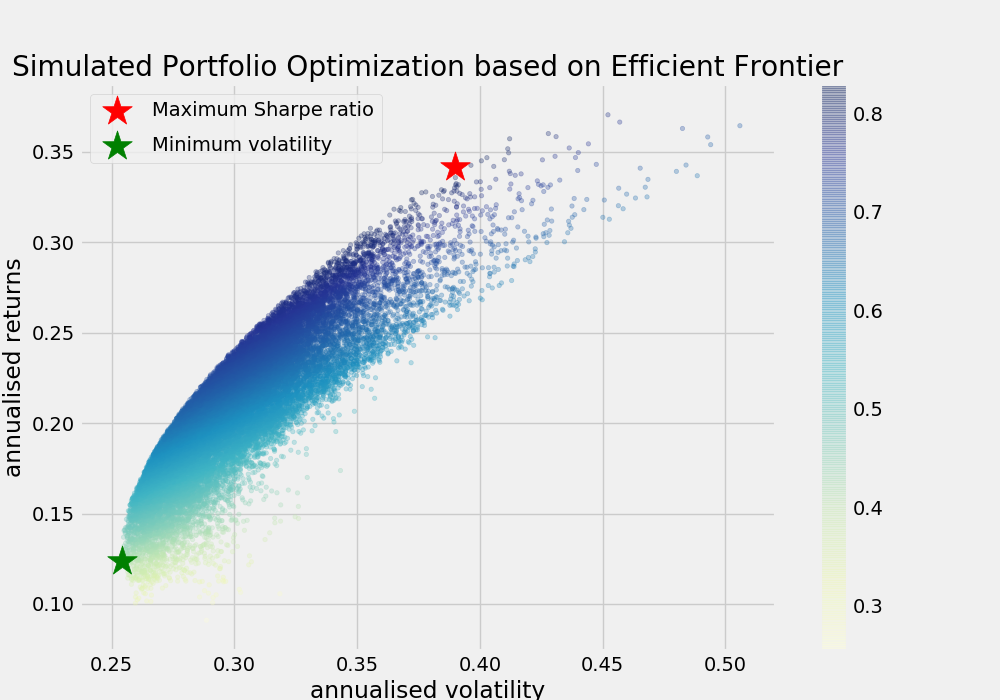 Simulated Portfolio Optimization based on Efficient Frontier
Maximum Sharpe ratio
Minimum volatility
annualised returns
0.35
0.30
0.25
0.20
0.15
0.10
0.25 0.30 0.35 0.40 0.45 0.50
annualised volatility
0.8
0.7
0.6
0.5
0.4
0.3